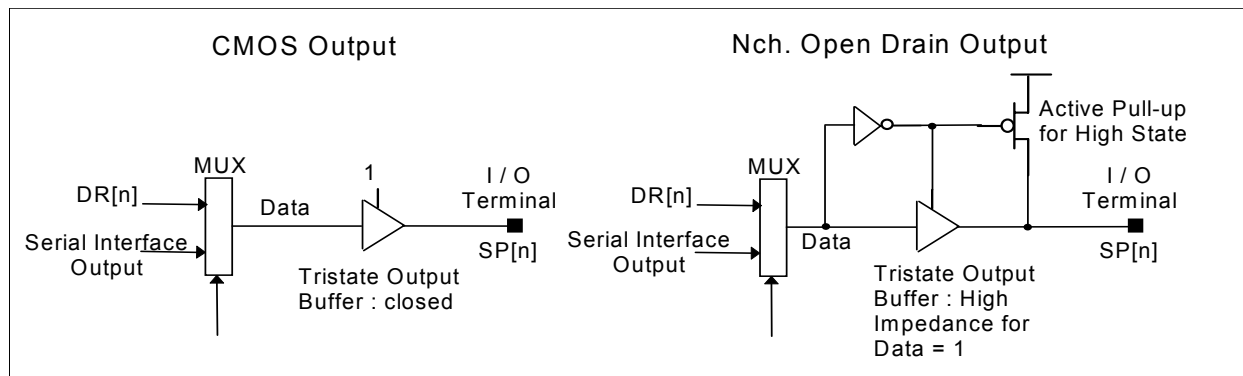 CMOS Output
MUX
DR[n]
Serial Interface
Output
Data
1
Tristate Output
Buffer : closed
I / O
Terminal
SP[n]
Nch. Open Drain Output
Active Pull-up
for High State
MUX
DR[n]
Serial Interface
Output
Data
Tristate Output
Buffer : High
Impedance for
Data = 1
I / O
Terminal
SP[n]